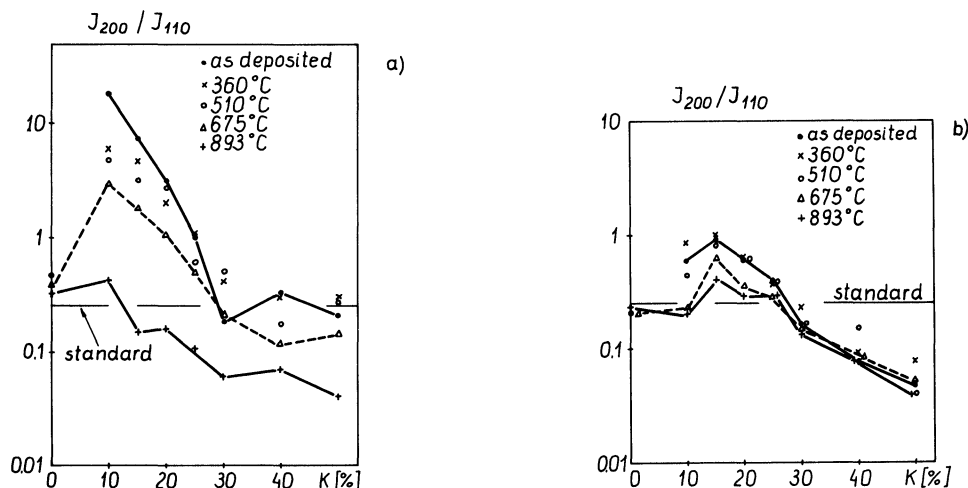 J200 / J110
a)
• as deposited
× 360°C
○ 510°C
△ 675°C
+ 893°C
10
1
0.1
0.01
standard
0 10 20 30 40 K [%]
J200 / J110
b)
• as deposited
× 360°C
○ 510°C
△ 675°C
+ 893°C
10
1
0.1
0.01
standard
0 10 20 30 40 K [%]